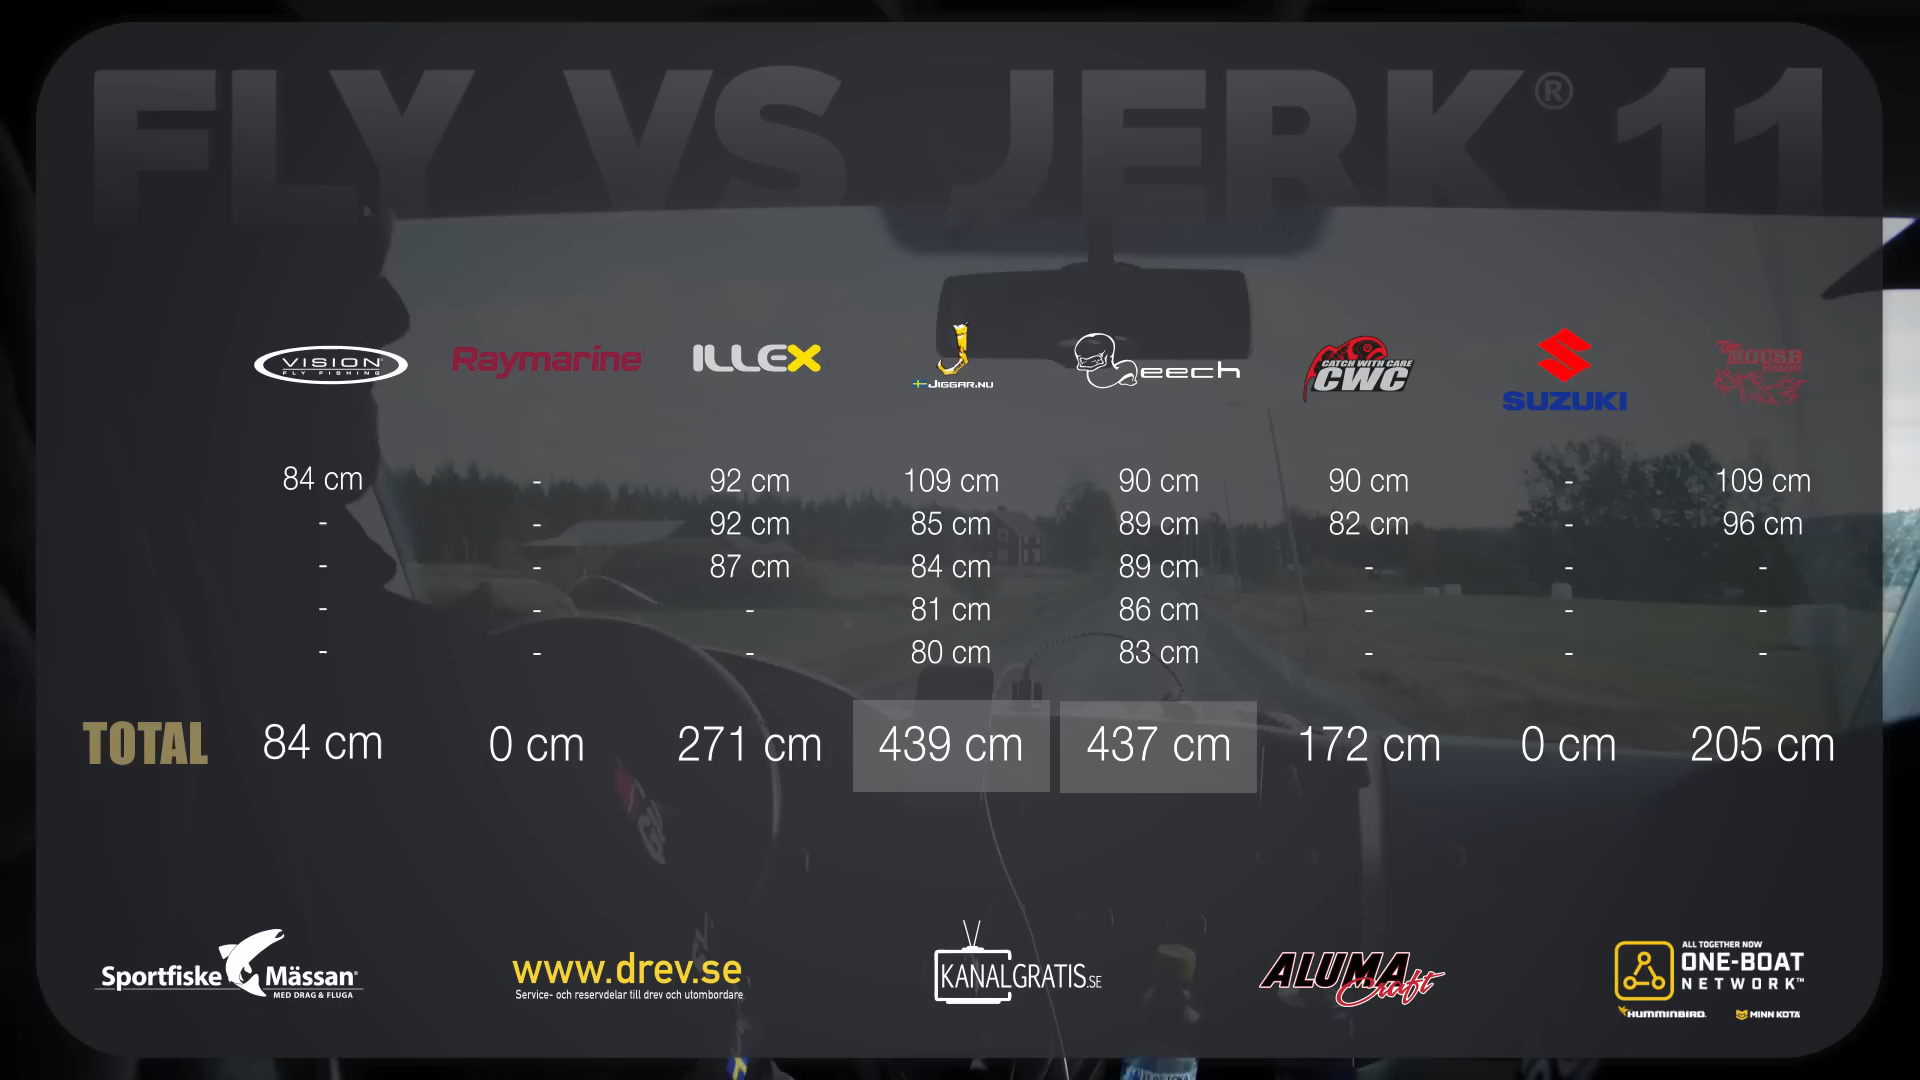 FLY VS JERK® 11
VISION
FLY FISHING
Raymarine
ILLEX
JIGGAR.NU
Leech
CATCH WITH CARE
CWC
SUZUKI
MOUSE
84 cm - 92 cm 109 cm 90 cm 90 cm - 109 cm
- - 92 cm 85 cm 89 cm 82 cm - 96 cm
- - 87 cm 84 cm 89 cm - - -
- - - 81 cm 86 cm - - -
- - - 80 cm 83 cm - - -
TOTAL 84 cm 0 cm 271 cm 439 cm 437 cm 172 cm 0 cm 205 cm
Sportfiske Mässan
MED DRAG & FLUGA
www.drev.se
Service- och reservdelar till drev och utombordare
KANALGRATIS.SE
ALUMA
Craft
ALL TOGETHER NOW
ONE-BOAT
NETWORK™
HUMMINBIRD.
MINN KOTA